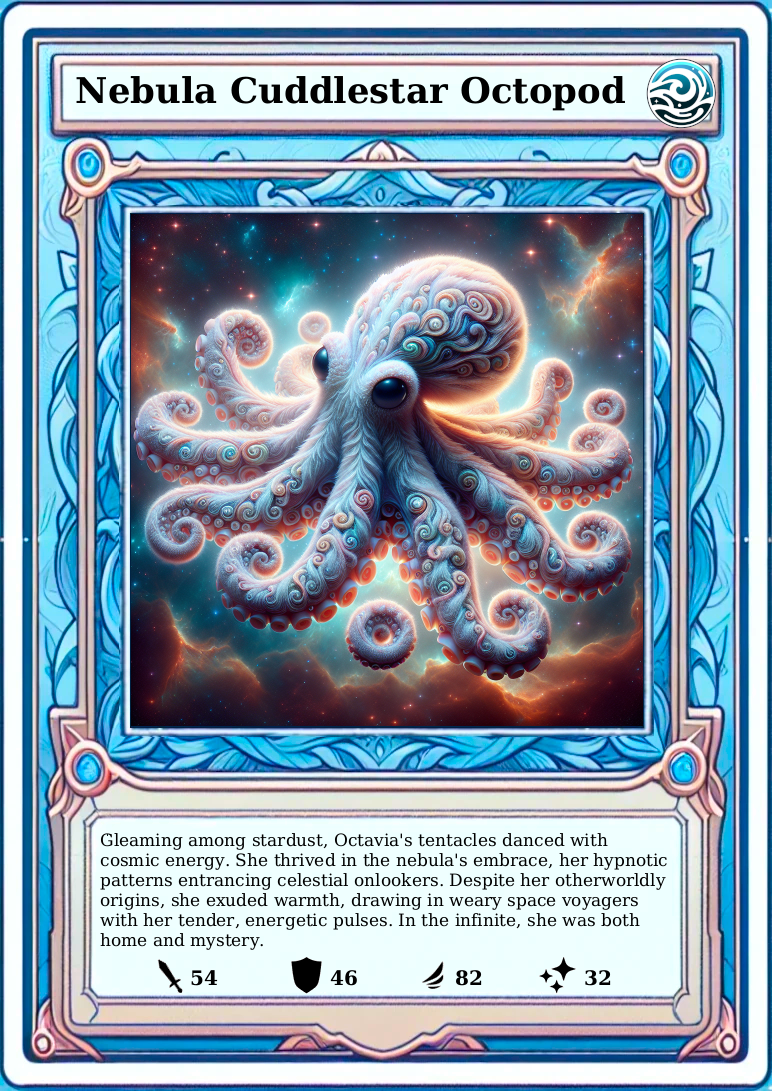 Nebula Cuddlestar Octopod
Gleaming among stardust, Octavia's tentacles danced with
cosmic energy. She thrived in the nebula's embrace, her hypnotic
patterns entrancing celestial onlookers. Despite her otherworldly
origins, she exuded warmth, drawing in weary space voyagers
with her tender, energetic pulses. In the infinite, she was both
home and mystery.
54 46 82 32